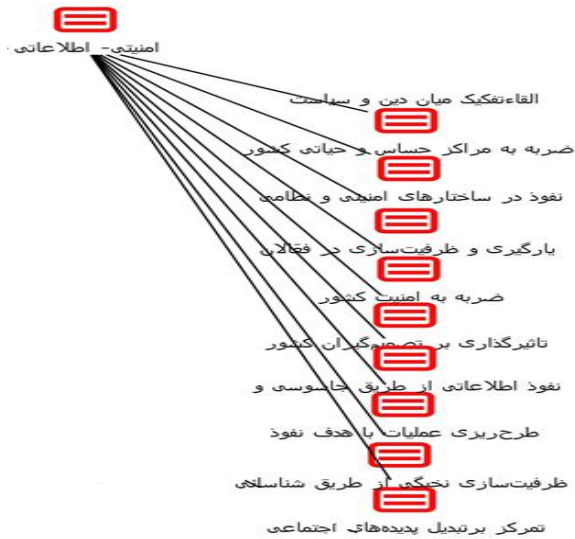 امنیتی- اطلاعاتی
القاءتفکیک میان دین و سیاست
ضربه به مراکز حساس و حیاتی کشور
نفوذ در ساختارهای امنیتی و نظامی
یارگیری و ظرفیت‌سازی در فعّالان
ضربه به امنیت کشور
تاثیرگذاری بر تصمیم‌گیران کشور
نفوذ اطلاعاتی از طریق جاسوسی و
طرح‌ریزی عملیات با هدف نفوذ
ظرفیت‌سازی نخبگی از طریق
تمرکز برتبدیل پدیده‌های اجتماعی